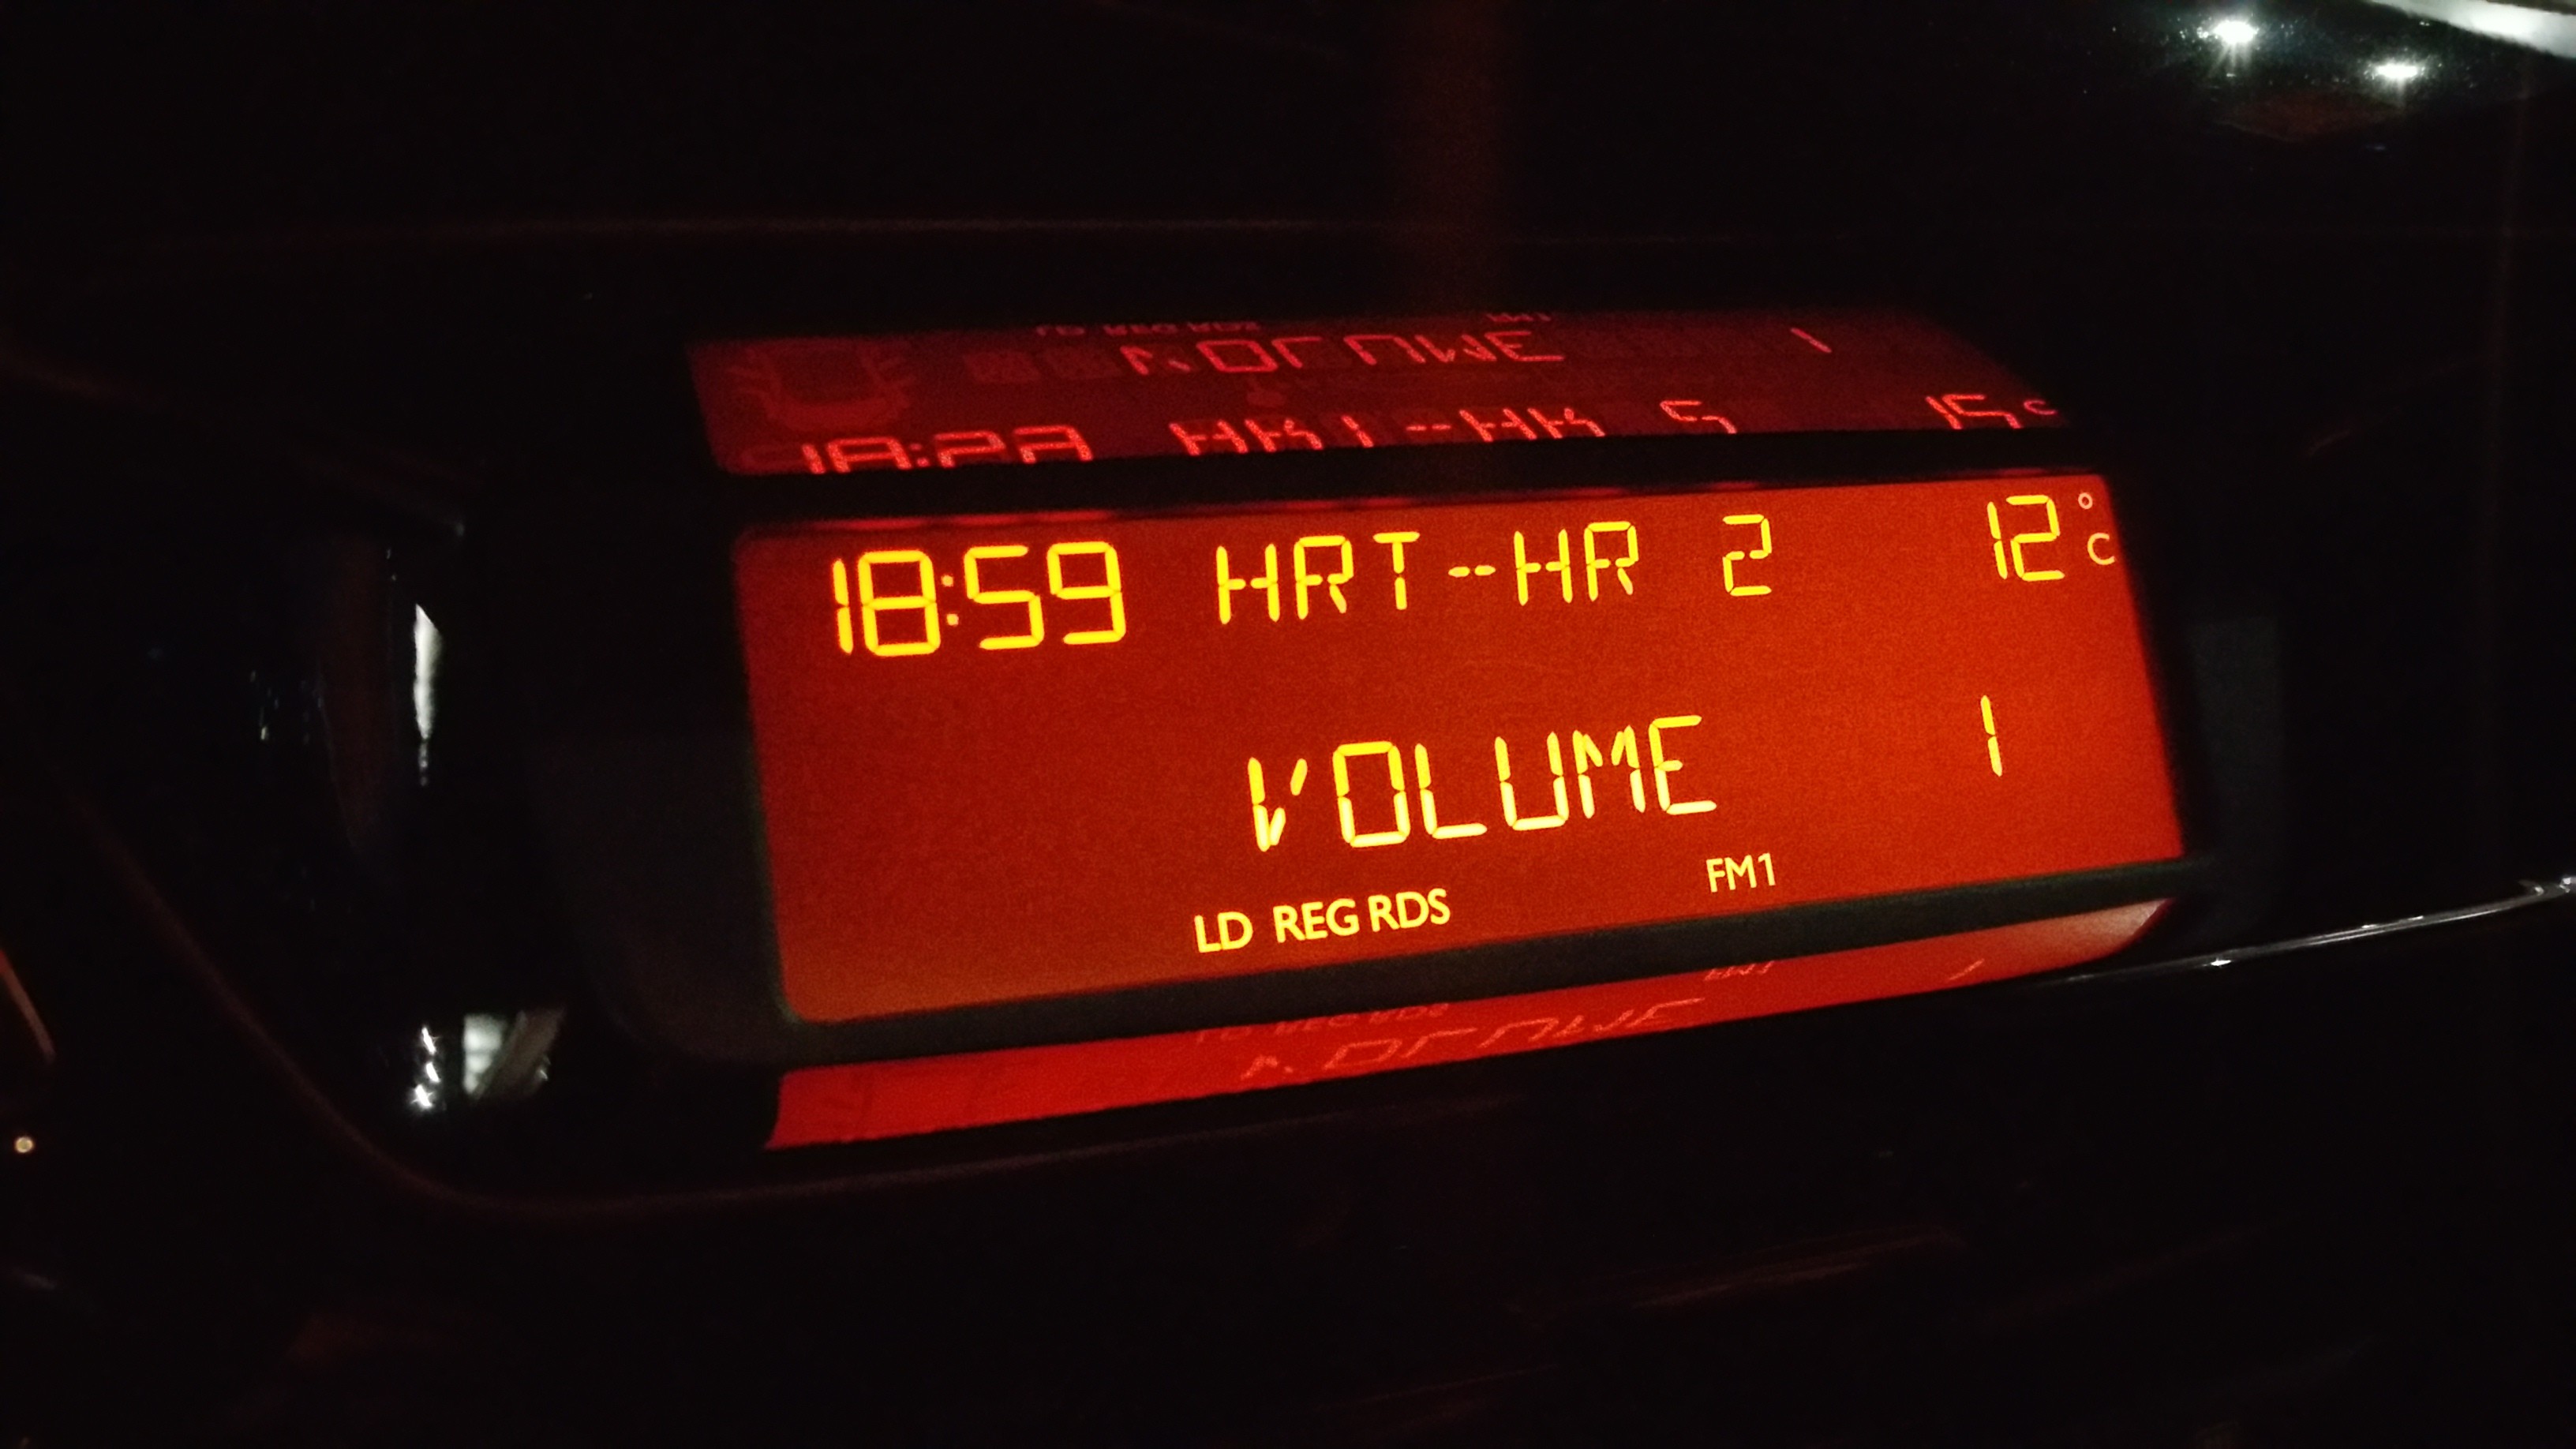 18:59 HRT--HR 2 12°C
VOLUME 1
LD REG RDS FM1